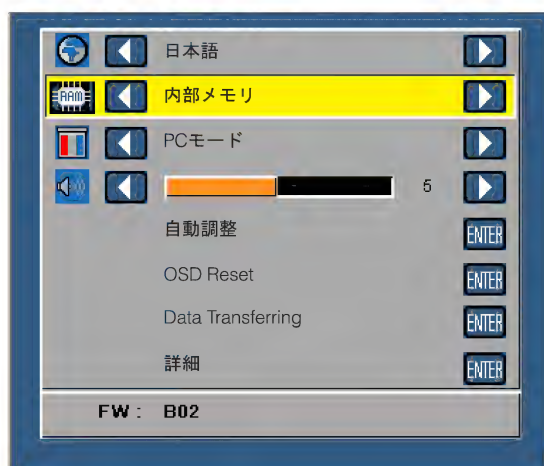 日本語
RAM 内部メモリ
PCモード
5
自動調整 ENTER
OSD Reset ENTER
Data Transferring ENTER
詳細 ENTER
FW : B02